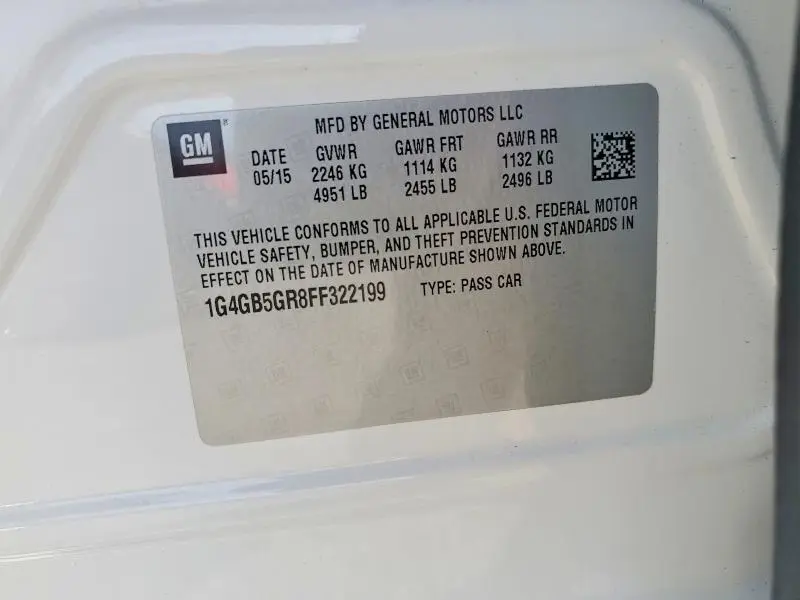 GM
MFD BY GENERAL MOTORS LLC
DATE GVWR GAWR FRT GAWR RR
05/15 2246 KG 1114 KG 1132 KG
4951 LB 2455 LB 2496 LB
THIS VEHICLE CONFORMS TO ALL APPLICABLE U.S. FEDERAL MOTOR
VEHICLE SAFETY, BUMPER, AND THEFT PREVENTION STANDARDS IN
EFFECT ON THE DATE OF MANUFACTURE SHOWN ABOVE.
1G4GB5GR8FF322199 TYPE: PASS CAR